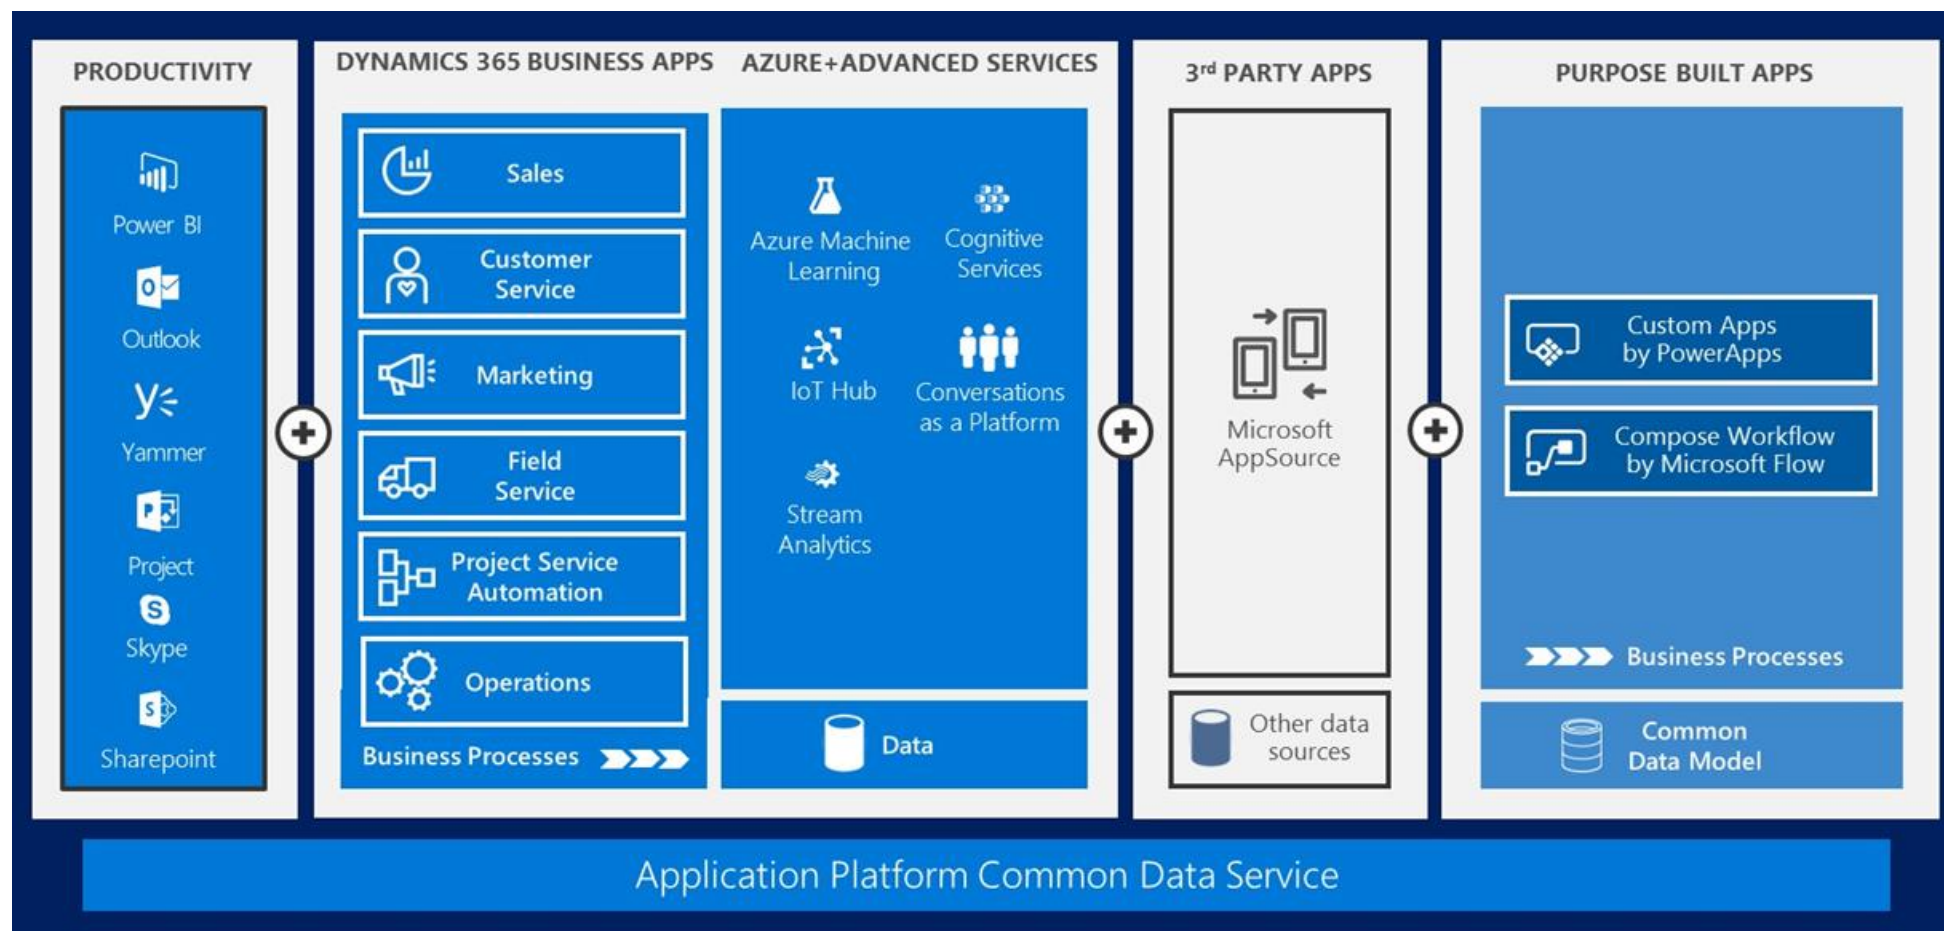 PRODUCTIVITY
Power BI
Outlook
Yammer
Project
Skype
Sharepoint
DYNAMICS 365 BUSINESS APPS
Sales
Customer
Service
Marketing
Field
Service
Project Service
Automation
Operations
Business Processes
AZURE+ADVANCED SERVICES
Azure Machine
Learning
Cognitive
Services
IoT Hub
Conversations
as a Platform
Stream
Analytics
Data
3rd PARTY APPS
Microsoft
AppSource
Other data
sources
PURPOSE BUILT APPS
Custom Apps
by PowerApps
Compose Workflow
by Microsoft Flow
Business Processes
Common
Data Model
Application Platform Common Data Service